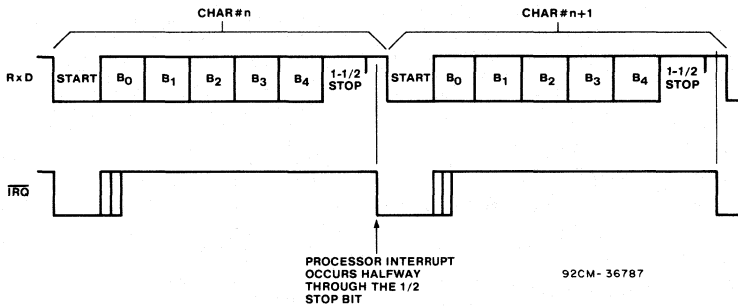 CHAR#n CHAR#n+1
RxD START B0 B1 B2 B3 B4 1-1/2 STOP START B0 B1 B2 B3 B4 1-1/2 STOP
IRQ
PROCESSOR INTERRUPT
OCCURS HALFWAY
THROUGH THE 1/2
STOP BIT
92CM-36787